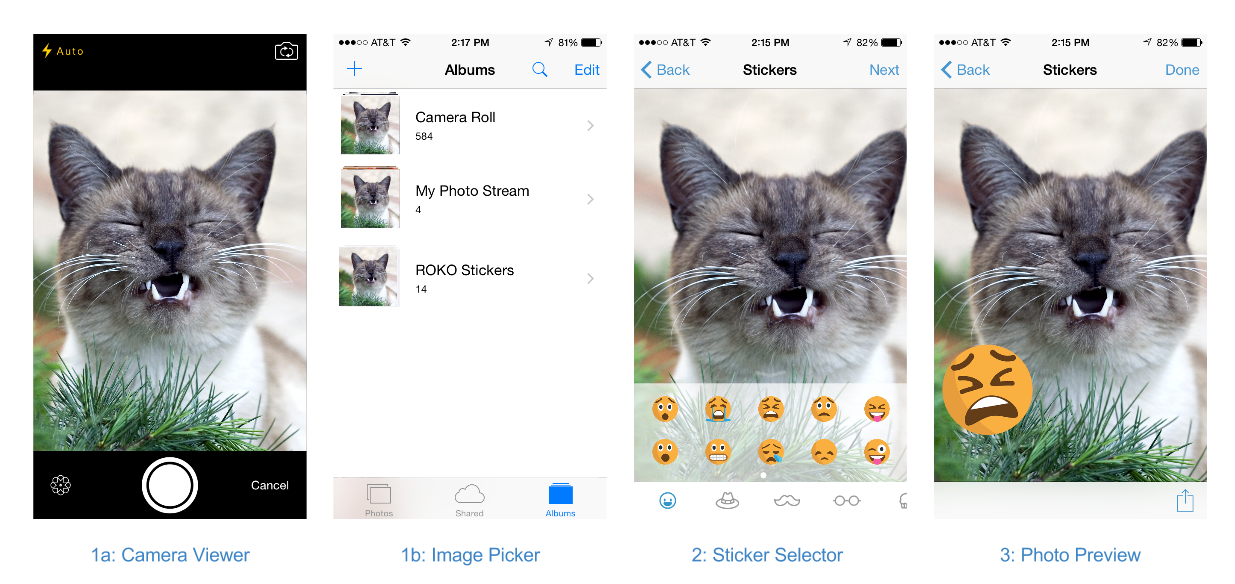 Auto
Cancel
1a: Camera Viewer
AT&T 2:17 PM 81%
Albums Edit
Camera Roll
584
My Photo Stream
4
ROKO Stickers
14
Photos Shared Albums
1b: Image Picker
AT&T 2:15 PM 82%
Back Stickers Next
2: Sticker Selector
AT&T 2:15 PM 82%
Back Stickers Done
3: Photo Preview